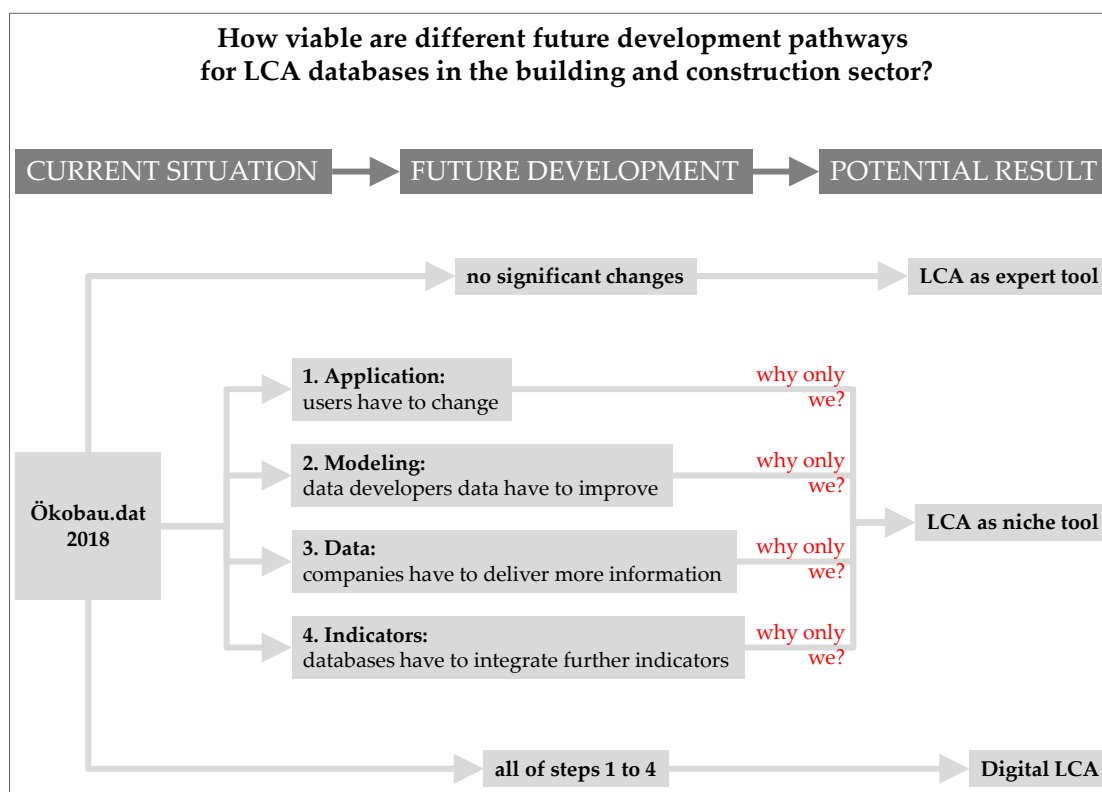 How viable are different future development pathways
for LCA databases in the building and construction sector?
CURRENT SITUATION
FUTURE DEVELOPMENT
POTENTIAL RESULT
no significant changes
LCA as expert tool
1. Application:
users have to change
why only
we?
2. Modeling:
data developers data have to improve
why only
we?
Ökobau.dat
2018
LCA as niche tool
3. Data:
companies have to deliver more information
why only
we?
4. Indicators:
databases have to integrate further indicators
why only
we?
all of steps 1 to 4
Digital LCA